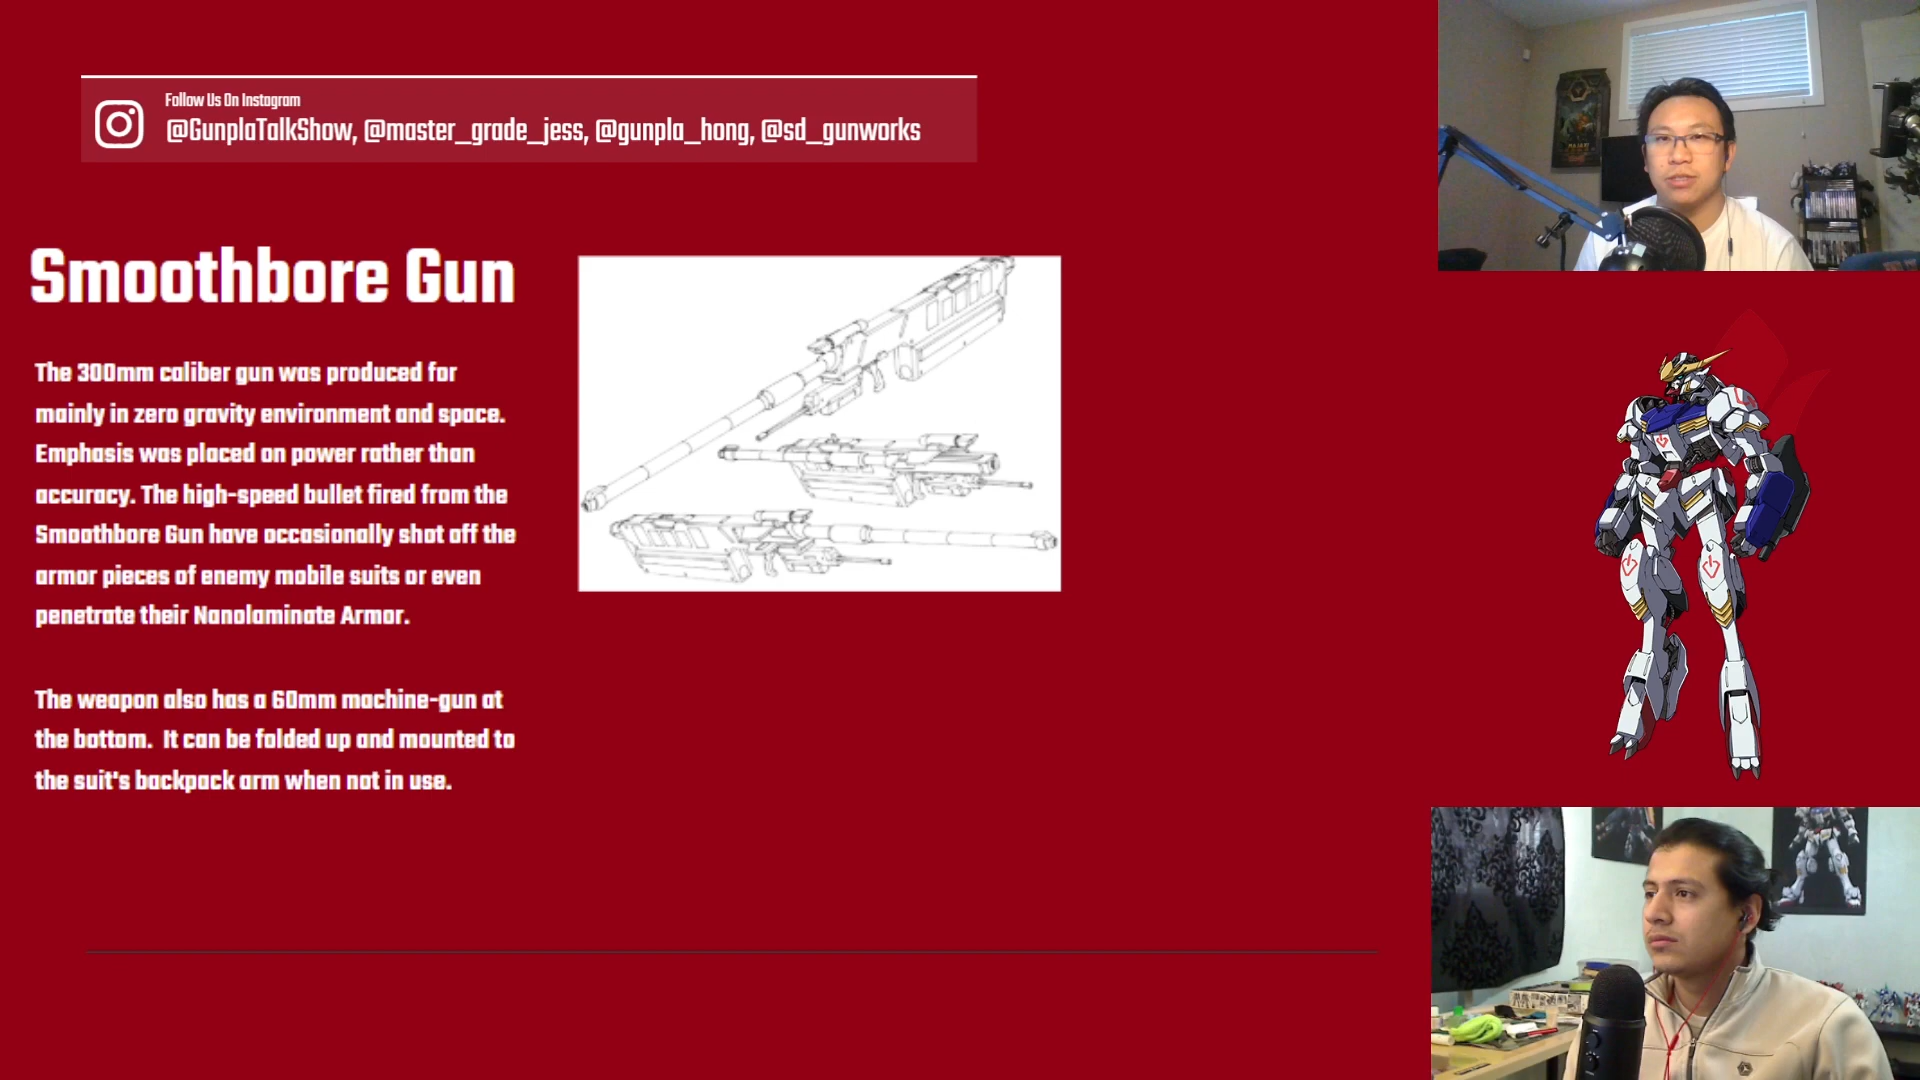 Follow Us On Instagram
@GunplaTalkShow, @master_grade_jess, @gunpla_hong, @sd_gunworks
Smoothbore Gun
The 300mm caliber gun was produced for
mainly in zero gravity environment and space.
Emphasis was placed on power rather than
accuracy. The high-speed bullet fired from the
Smoothbore Gun have occasionally shot off the
armor pieces of enemy mobile suits or even
penetrate their Nanolaminate Armor.
The weapon also has a 60mm machine-gun at
the bottom.  It can be folded up and mounted to
the suit's backpack arm when not in use.